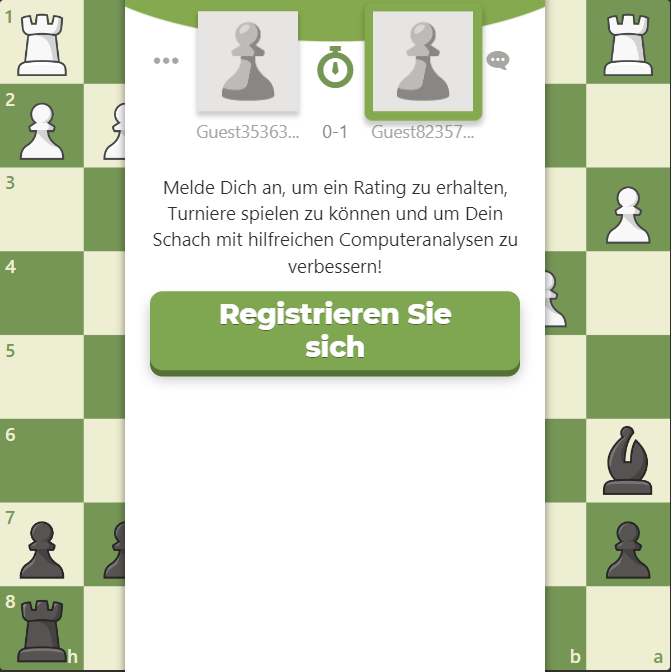 1
Guest35363... 0-1 Guest82357...
2
3
Melde Dich an, um ein Rating zu erhalten,
Turniere spielen zu können und um Dein
Schach mit hilfreichen Computeranalysen zu
verbessern!
4
Registrieren Sie
sich
5
6
7
8
h b a